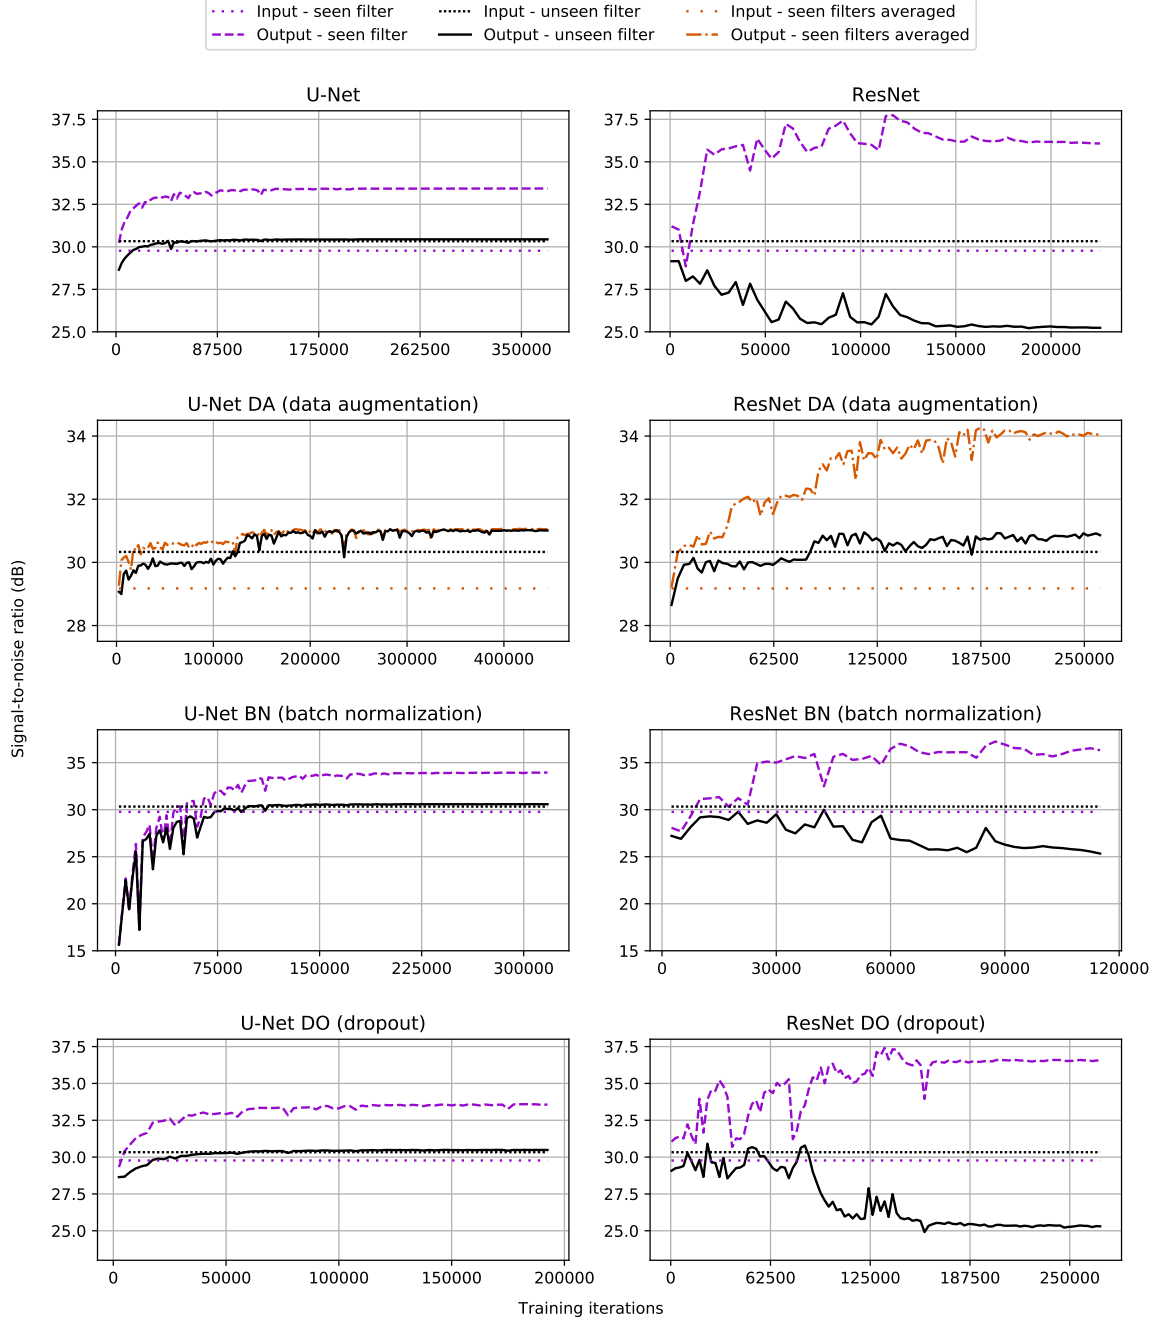 Input - seen filter
Input - unseen filter
Input - seen filters averaged
Output - seen filter
Output - unseen filter
Output - seen filters averaged
U-Net
37.5
35.0
32.5
30.0
27.5
25.0
0 87500 175000 262500 350000
ResNet
37.5
35.0
32.5
30.0
27.5
25.0
0 50000 100000 150000 200000
U-Net DA (data augmentation)
34
32
30
28
0 100000 200000 300000 400000
ResNet DA (data augmentation)
34
32
30
28
0 62500 125000 187500 250000
Signal-to-noise ratio (dB)
U-Net BN (batch normalization)
35
30
25
20
15
0 75000 150000 225000 300000
ResNet BN (batch normalization)
35
30
25
20
15
0 30000 60000 90000 120000
U-Net DO (dropout)
37.5
35.0
32.5
30.0
27.5
25.0
0 50000 100000 150000 200000
ResNet DO (dropout)
37.5
35.0
32.5
30.0
27.5
25.0
0 62500 125000 187500 250000
Training iterations